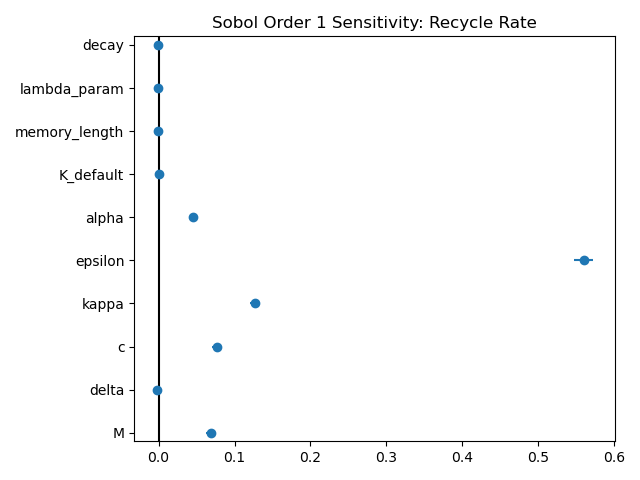 Sobol Order 1 Sensitivity: Recycle Rate
decay
lambda_param
memory_length
K_default
alpha
epsilon
kappa
c
delta
M
0.0 0.1 0.2 0.3 0.4 0.5 0.6